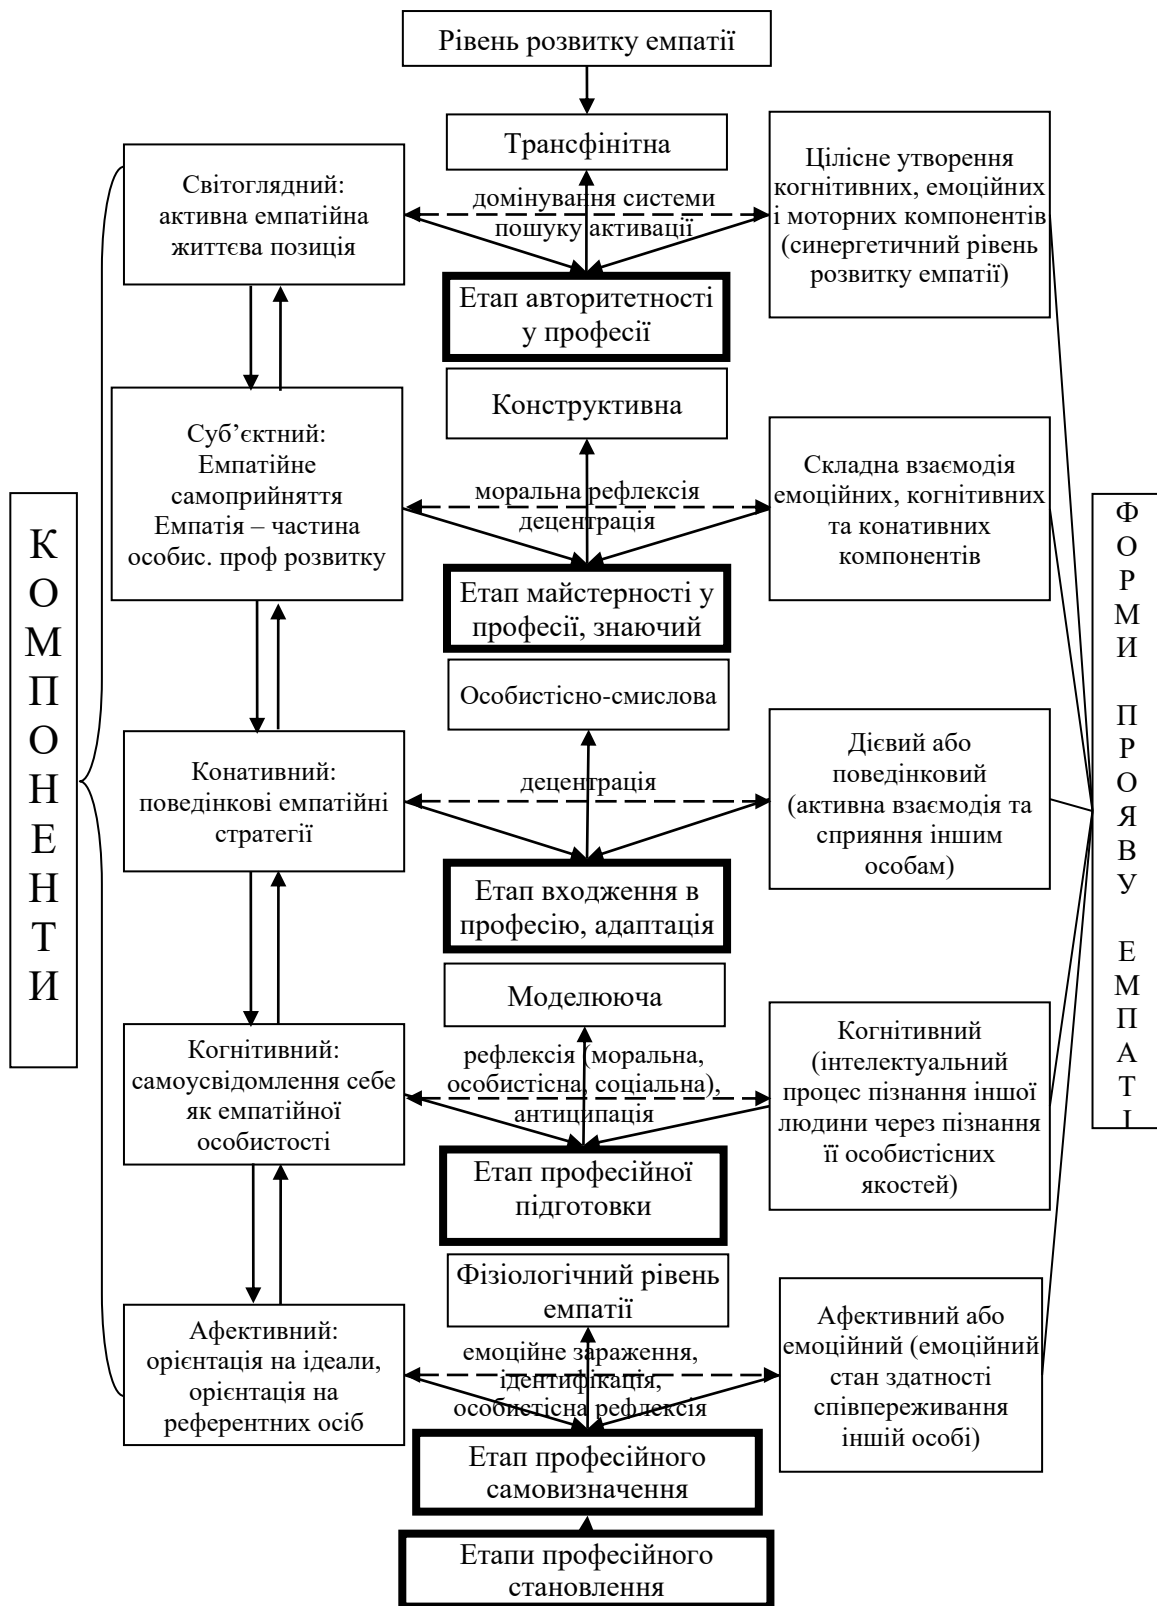 Рівень розвитку емпатії
Трансфінітна
Світоглядний:
активна емпатійна
життєва позиція
домінування системи
пошуку активації
Цілісне утворення
когнітивних, емоційних
і моторних компонентів
(синергетичний рівень
розвитку емпатії)
Етап авторитетності
у професії
Конструктивна
Суб’єктний:
Емпатійне
самоприйняття
Емпатія – частина
особис. проф розвитку
моральна рефлексія
децентрація
Складна взаємодія
емоційних, когнітивних
та конативних
компонентів
Етап майстерності у
професії, знаючий
Особистісно-смислова
Конативний:
поведінкові емпатійні
стратегії
децентрація
Дієвий або
поведінковий
(активна взаємодія та
сприяння іншим
особам)
Етап входження в
професію, адаптація
Моделююча
Когнітивний:
самоусвідомлення себе
як емпатійної
особистості
рефлексія (моральна,
особистісна, соціальна),
антиципація
Когнітивний
(інтелектуальний
процес пізнання іншої
людини через пізнання
її особистісних
якостей)
Етап професійної
підготовки
Фізіологічний рівень
емпатії
Афективний:
орієнтація на ідеали,
орієнтація на
референтних осіб
емоційне зараження,
ідентифікація,
особистісна рефлексія
Афективний або
емоційний (емоційний
стан здатності
співпереживання
іншій особі)
Етап професійного
самовизначення
Етапи професійного
становлення
КОМПОНЕНТИ
ФОРМИ ПРОЯВУ ЕМПАТІ